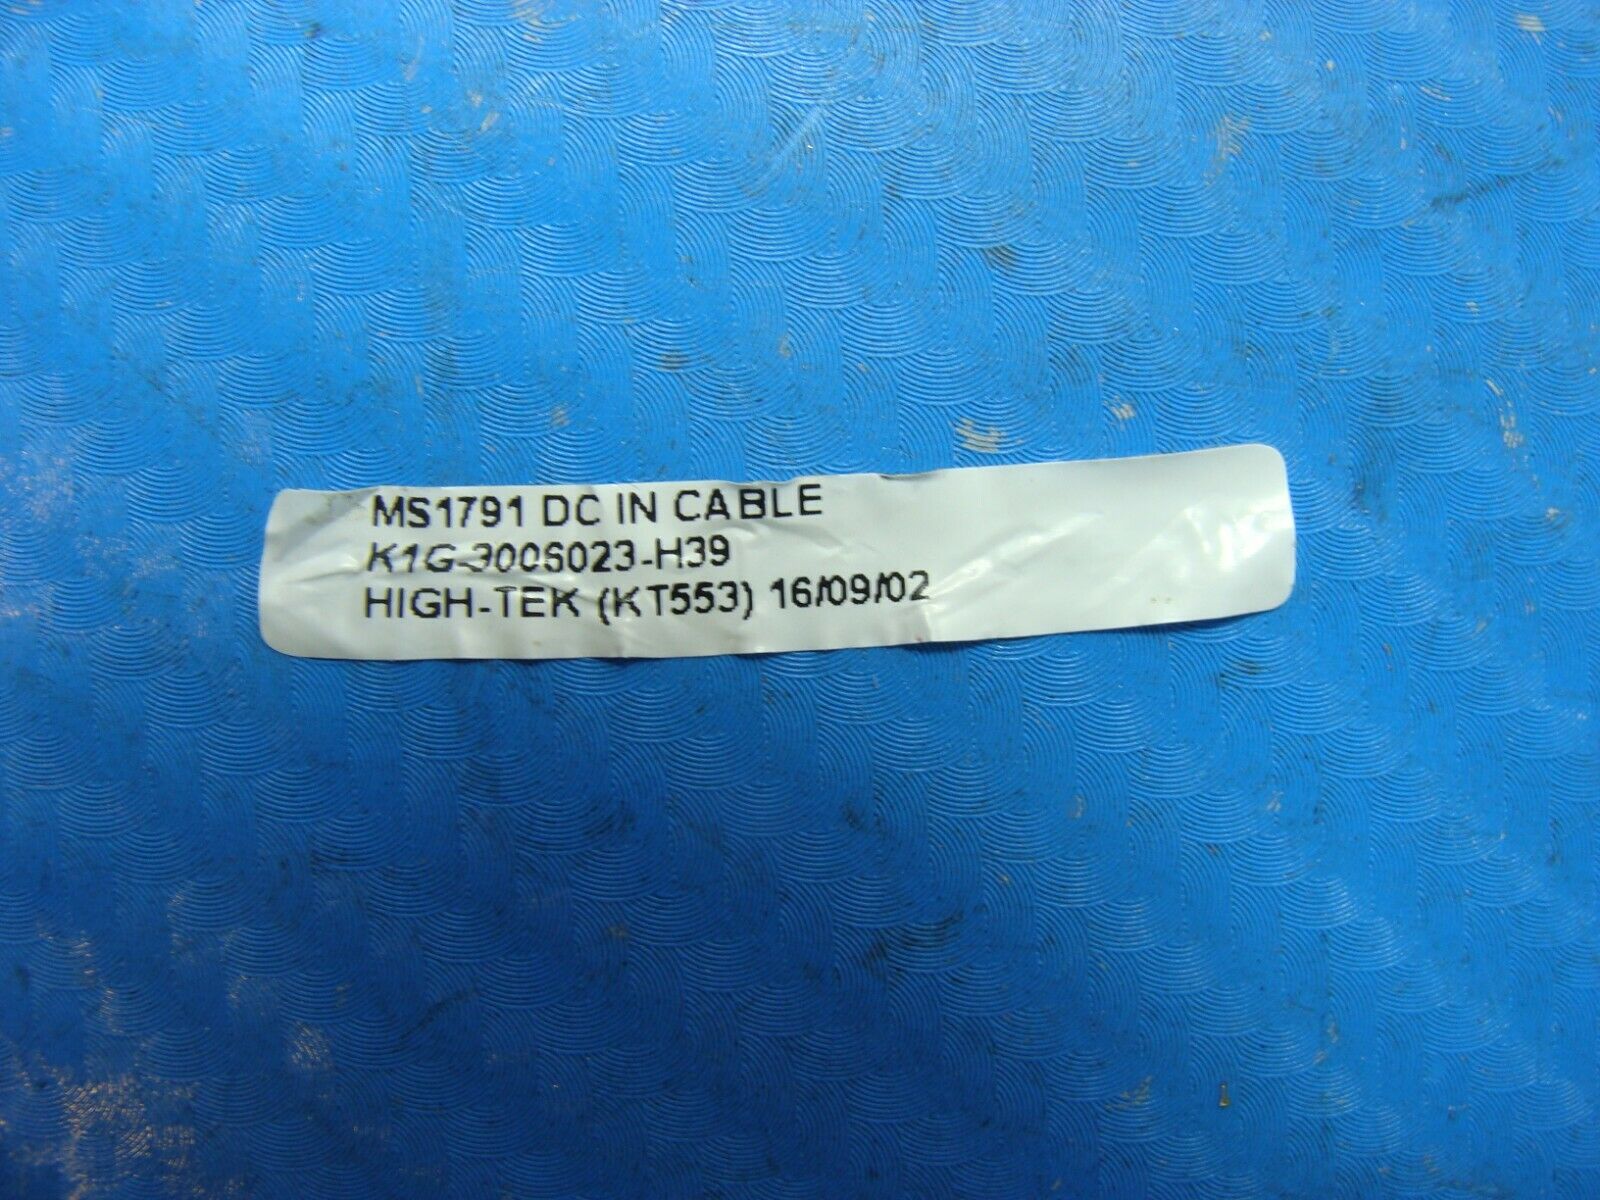 MS1791 DC IN CABLE
K1G-3006023-H39
HIGH-TEK (KT553) 16/09/02